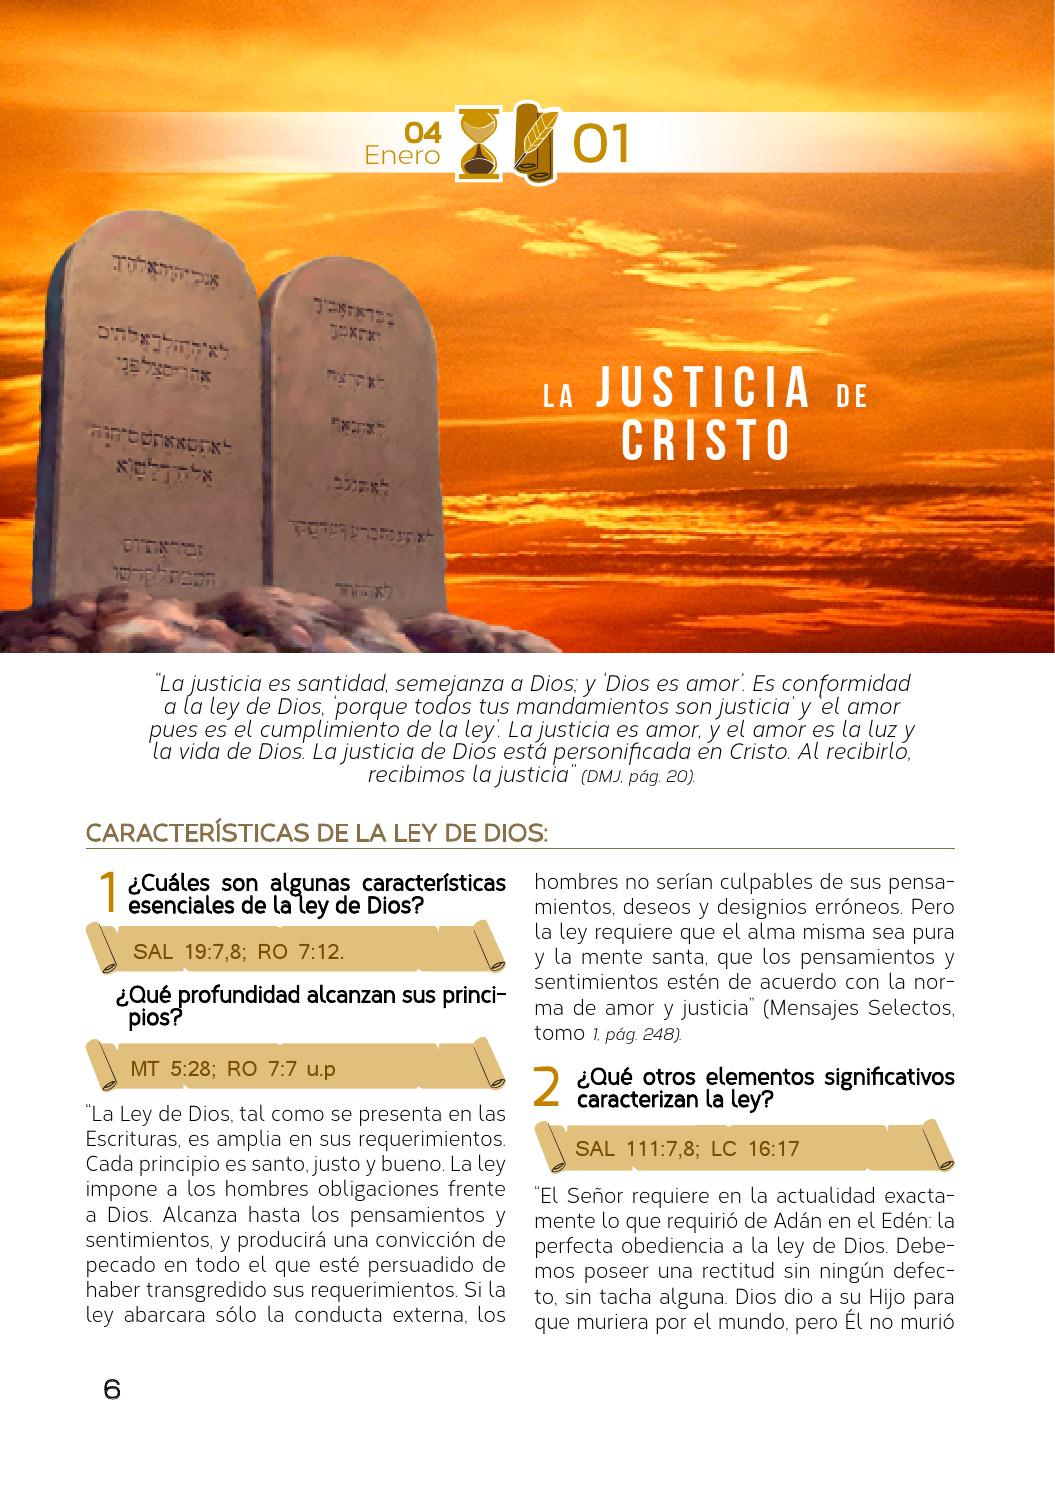 04
Enero
01
LA JUSTICIA DE
CRISTO
“La justicia es santidad, semejanza a Dios; y ‘Dios es amor’. Es conformidad
a la ley de Dios, ‘porque todos tus mandamientos son justicia’ y ‘el amor
pues es el cumplimiento de la ley’. La justicia es amor, y el amor es la luz y
la vida de Dios. La justicia de Dios está personificada en Cristo. Al recibirlo,
recibimos la justicia” (DMJ, pág. 20).
CARACTERÍSTICAS DE LA LEY DE DIOS:
1 ¿Cuáles son algunas características
esenciales de la ley de Dios?
SAL 19:7,8; RO 7:12.
¿Qué profundidad alcanzan sus princi-
pios?
MT 5:28; RO 7:7 u.p
“La Ley de Dios, tal como se presenta en las
Escrituras, es amplia en sus requerimientos.
Cada principio es santo, justo y bueno. La ley
impone a los hombres obligaciones frente
a Dios. Alcanza hasta los pensamientos y
sentimientos, y producirá una convicción de
pecado en todo el que esté persuadido de
haber transgredido sus requerimientos. Si la
ley abarcara sólo la conducta externa, los
hombres no serían culpables de sus pensa-
mientos, deseos y designios erróneos. Pero
la ley requiere que el alma misma sea pura
y la mente santa, que los pensamientos y
sentimientos estén de acuerdo con la nor-
ma de amor y justicia” (Mensajes Selectos,
tomo 1, pág. 248).
2 ¿Qué otros elementos significativos
caracterizan la ley?
SAL 111:7,8; LC 16:17
“El Señor requiere en la actualidad exacta-
mente lo que requirió de Adán en el Edén: la
perfecta obediencia a la ley de Dios. Debe-
mos poseer una rectitud sin ningún defec-
to, sin tacha alguna. Dios dio a su Hijo para
que muriera por el mundo, pero Él no murió
6